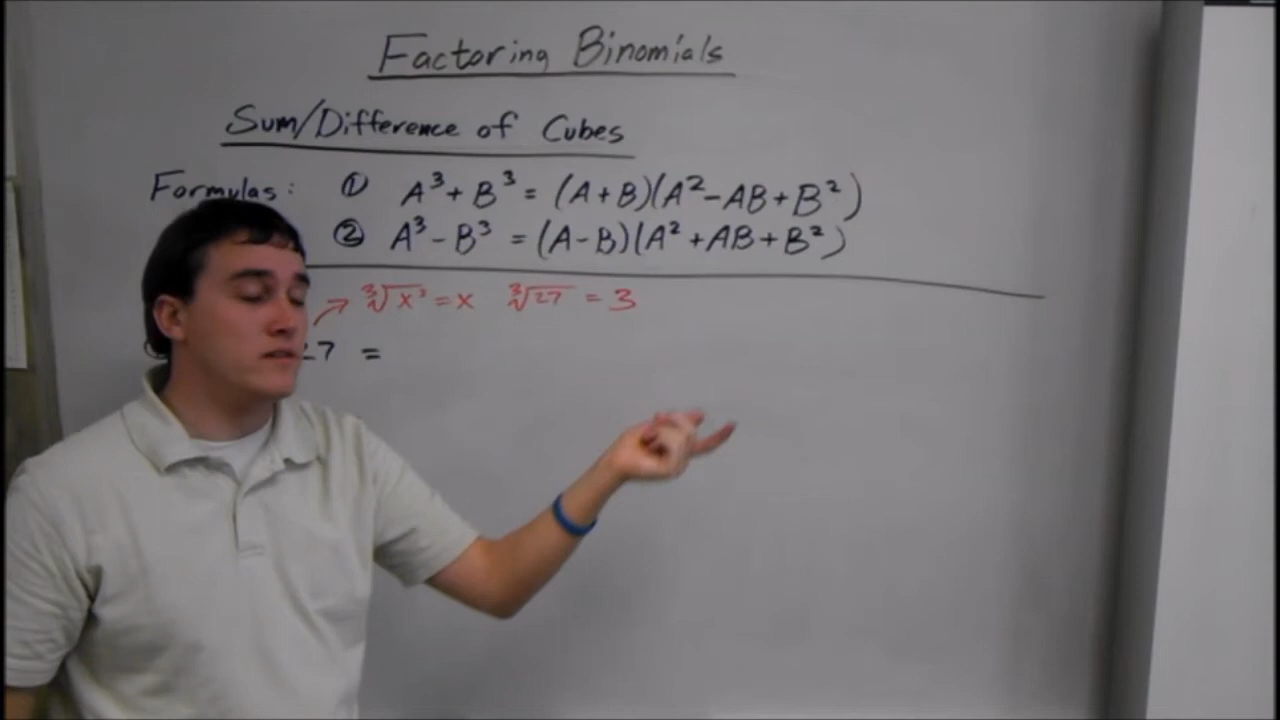 Factoring Binomials
Sum/Difference of Cubes
Formulas: ① A³ + B³ = (A+B)(A² - AB + B²)
② A³ - B³ = (A-B)(A² + AB + B²)
→ ∛x³ = x ∛27 = 3
27 =